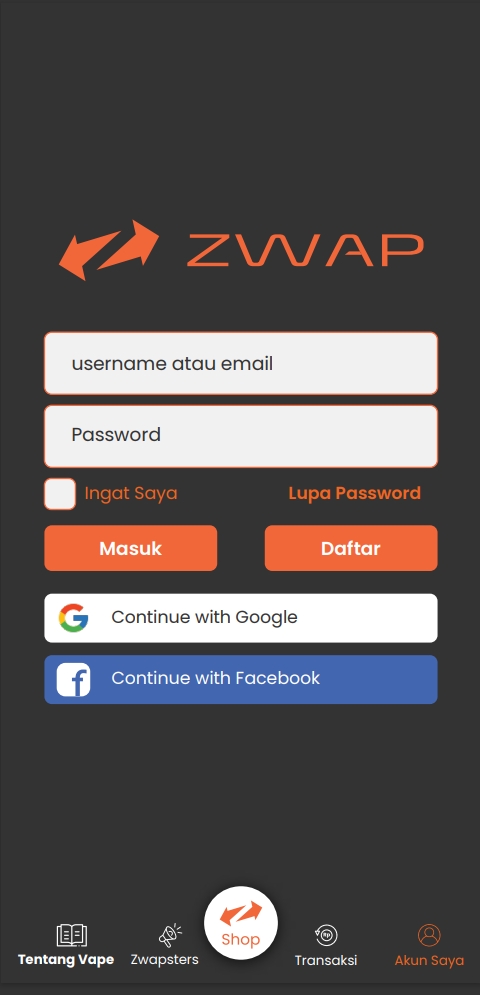 ZWAP
username atau email
Password
Ingat Saya
Lupa Password
Masuk
Daftar
Continue with Google
Continue with Facebook
Tentang Vape
Zwapsters
Shop
Rp
Transaksi
Akun Saya